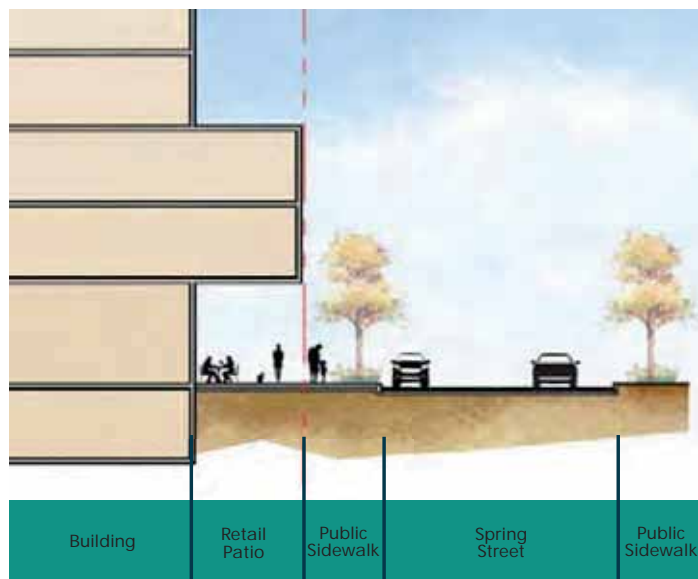 Building
Retail
Patio
Public
Sidewalk
Spring
Street
Public
Sidewalk